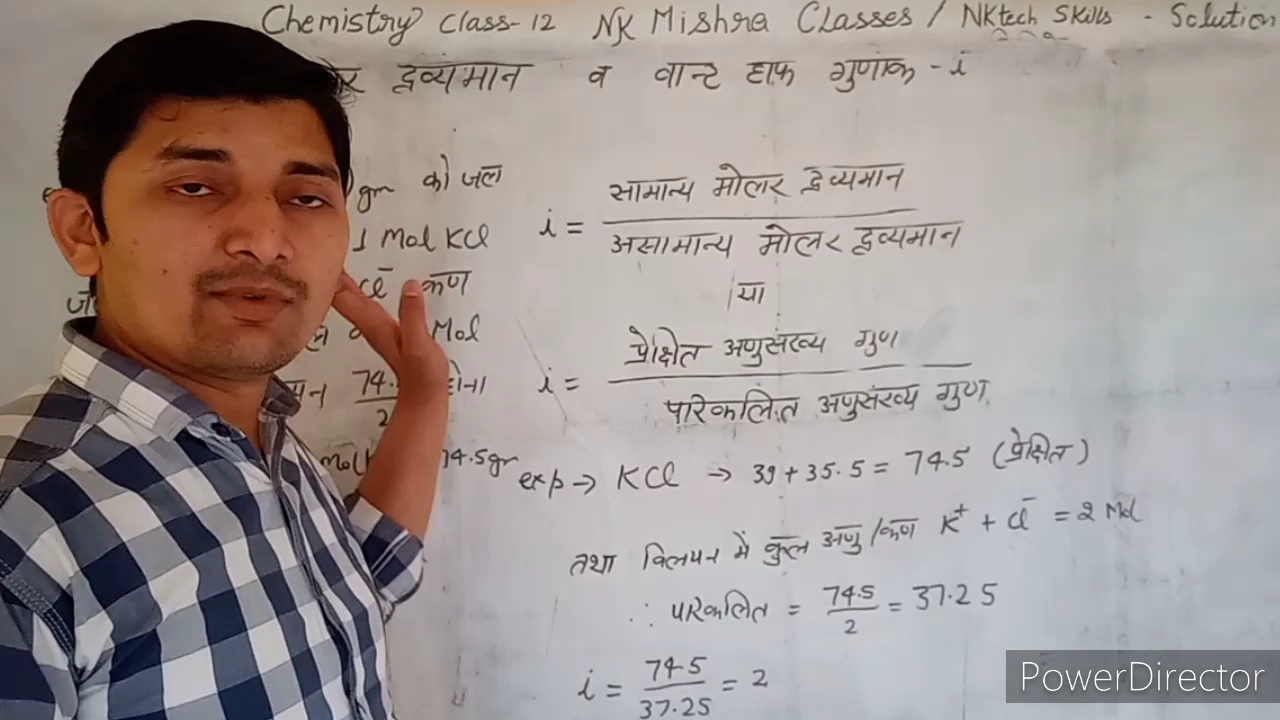 Chemistry Class-12 NK Mishra Classes / NKtech Skills - Solution
द्रव्यमान व वान्ट हाफ गुणांक - i
gm को जल
1 Mol KCl
Cl⁻ कण
Mol
74.
2
74.5gm
i = सामान्य मोलर द्रव्यमान
असामान्य मोलर द्रव्यमान
या
i = प्रेक्षित अणुसंख्य गुण
परिकलित अणुसंख्य गुण
exp → KCl → 39 + 35.5 = 74.5 (प्रेक्षित)
तथा विलयन में कुल अणु/कण K⁺ + Cl⁻ = 2 Mol
∴ परिकलित = 74.5 / 2 = 37.25
i = 74.5 / 37.25 = 2
PowerDirector